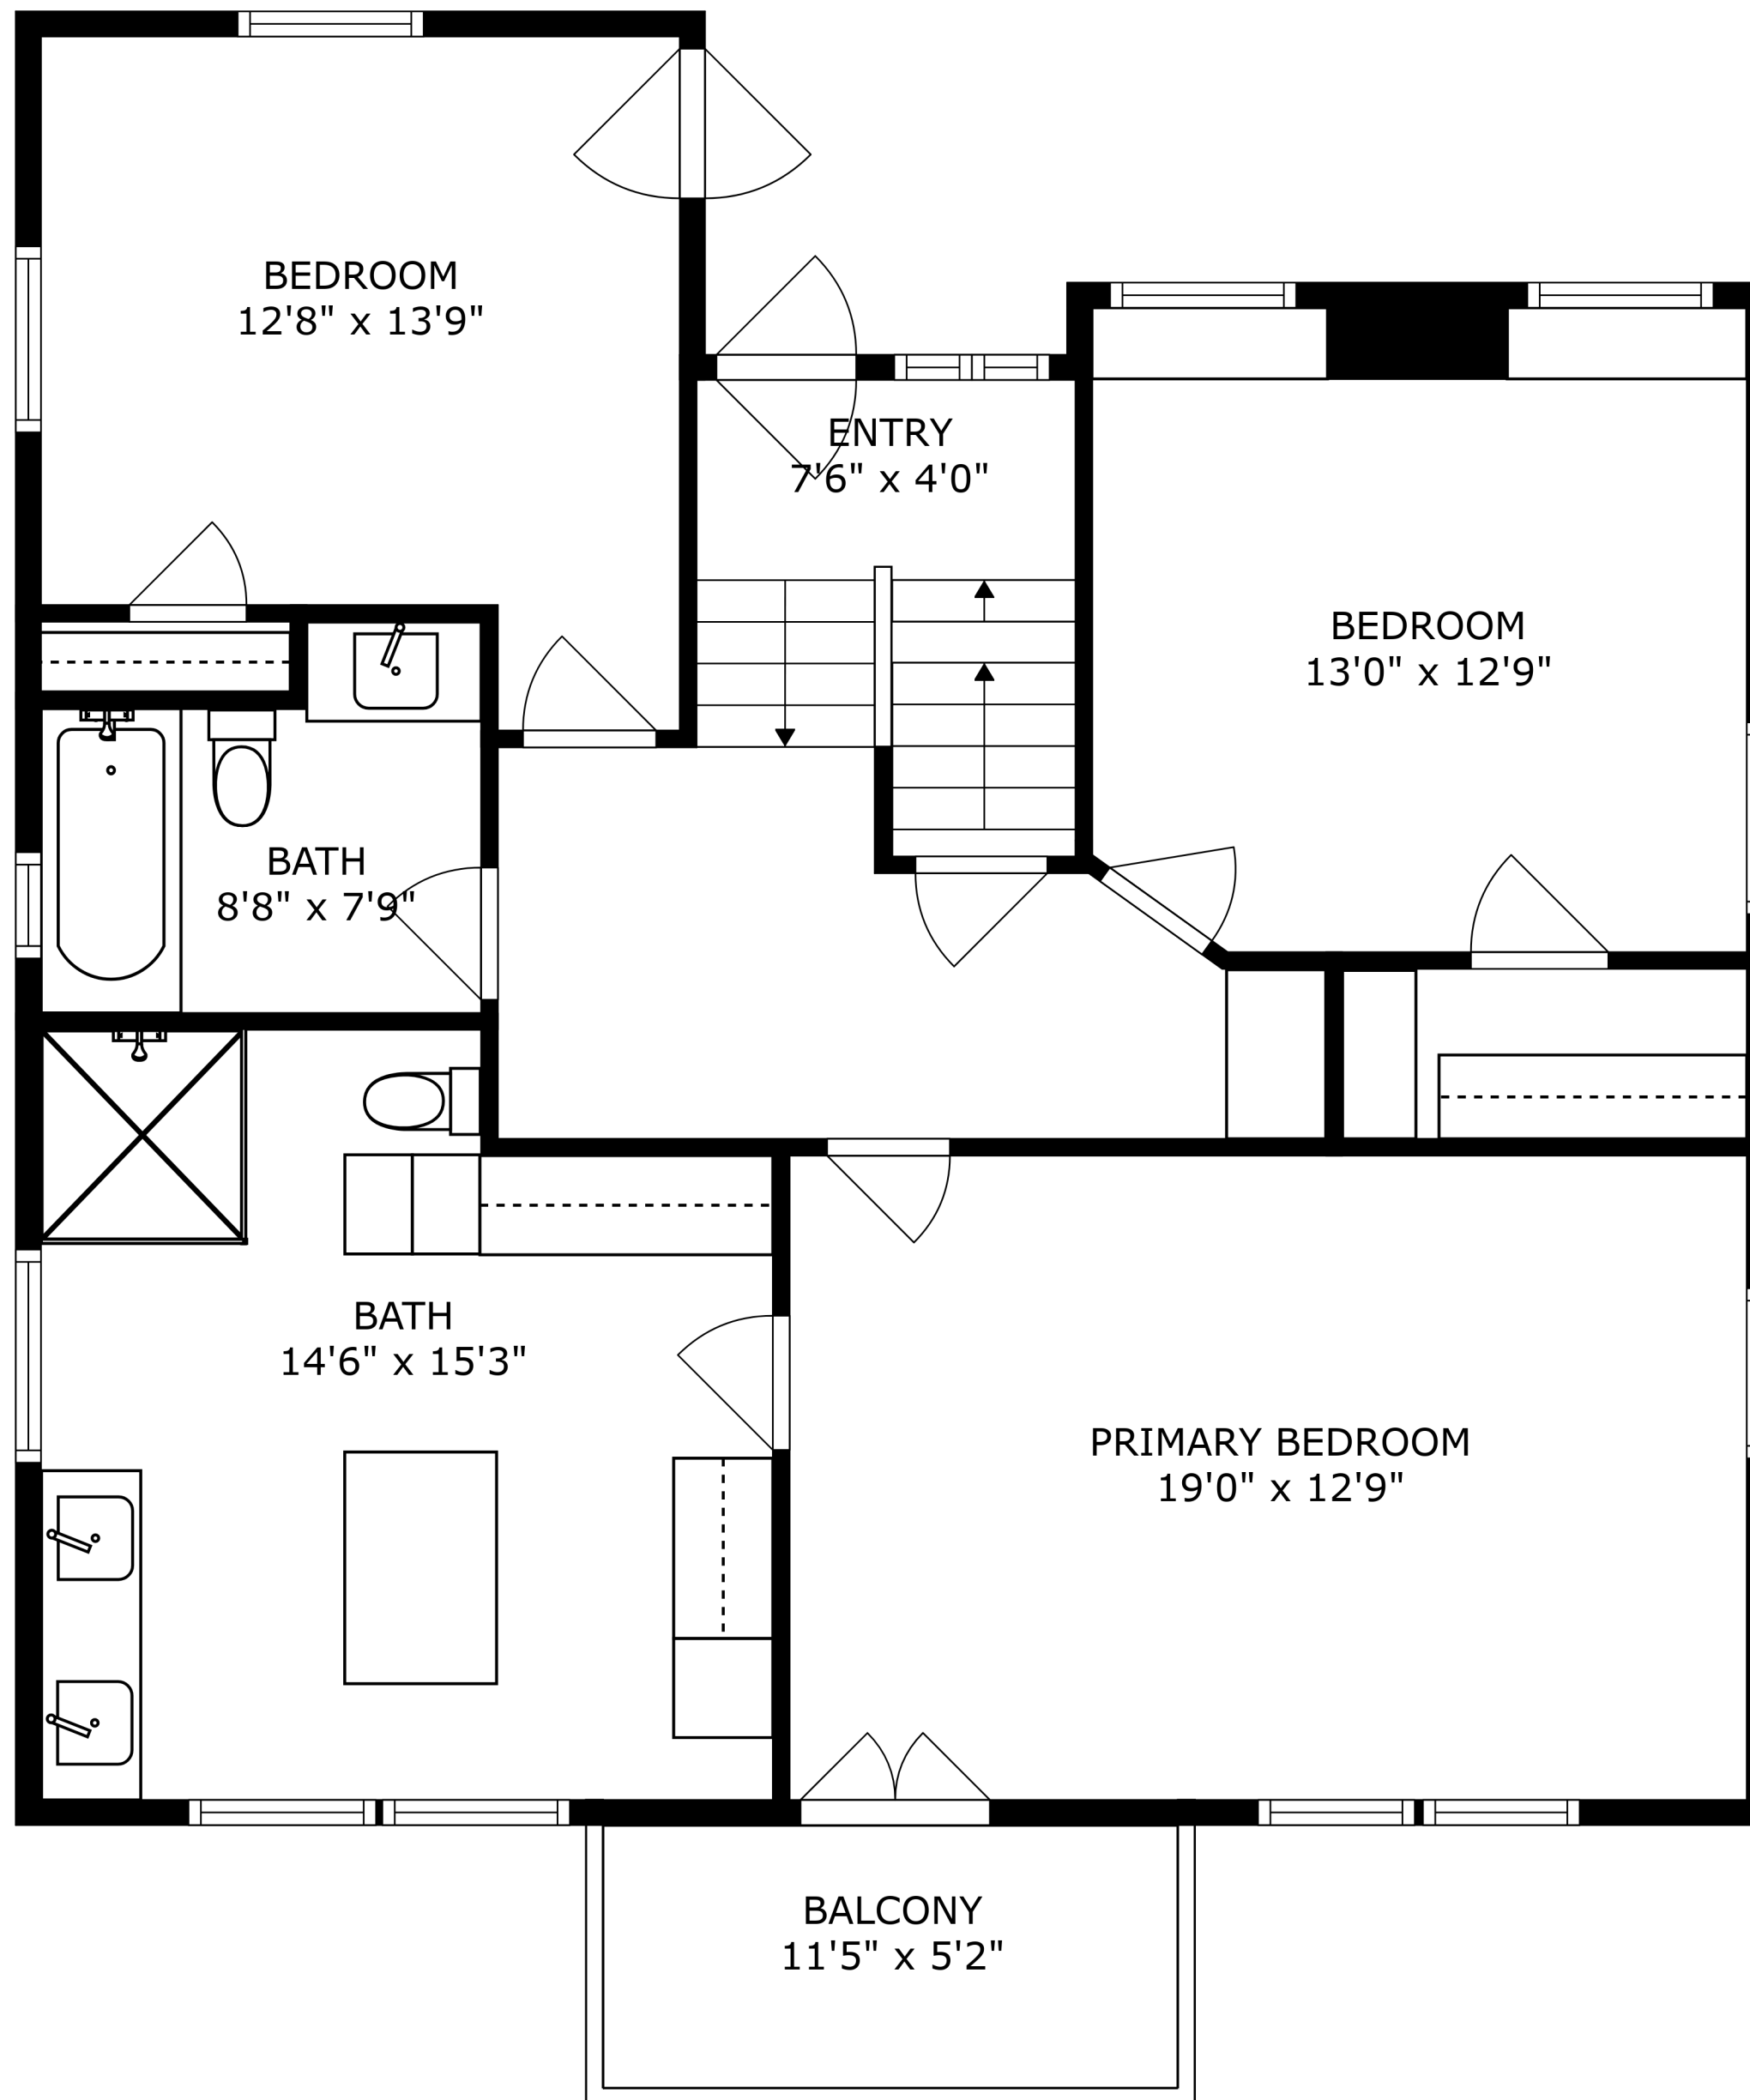 BEDROOM
12'8" x 13'9"
ENTRY
7'6" x 4'0"
BEDROOM
13'0" x 12'9"
BATH
8'8" x 7'9"
BATH
14'6" x 15'3"
PRIMARY BEDROOM
19'0" x 12'9"
BALCONY
11'5" x 5'2"